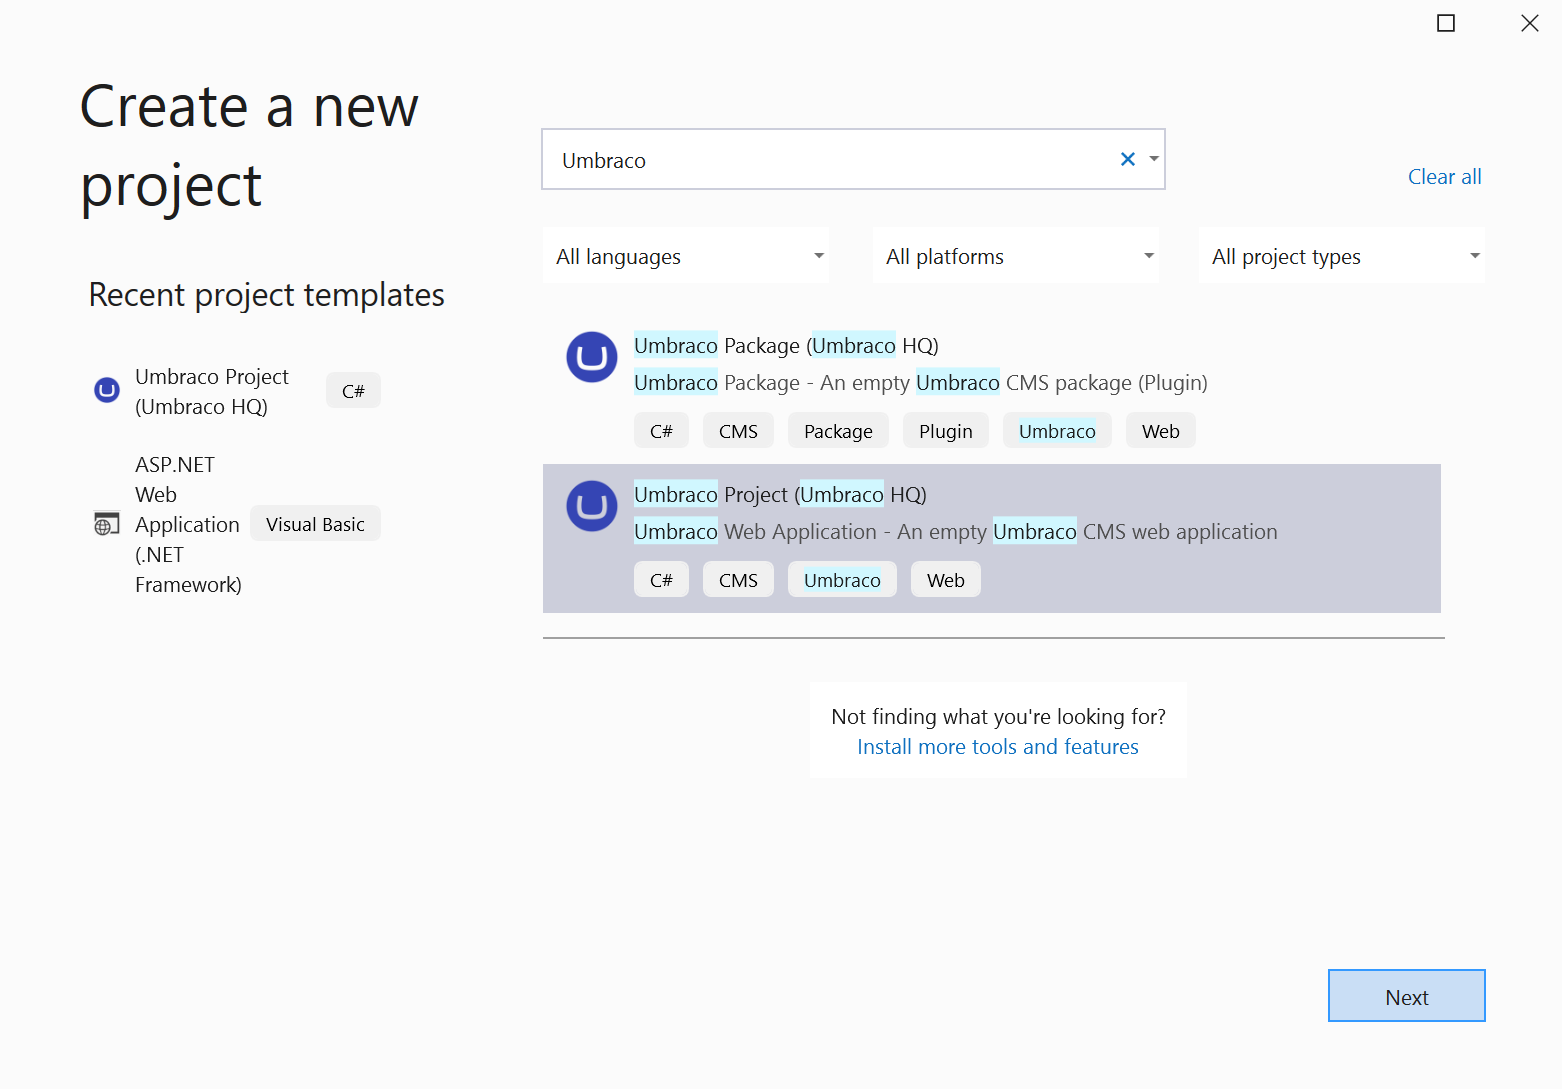 Create a new
project
Recent project templates
Umbraco Project
(Umbraco HQ)
C#
ASP.NET
Web
Application
(.NET
Framework)
Visual Basic
Umbraco
Clear all
All languages
All platforms
All project types
Umbraco Package (Umbraco HQ)
Umbraco Package - An empty Umbraco CMS package (Plugin)
C# CMS Package Plugin Umbraco Web
Umbraco Project (Umbraco HQ)
Umbraco Web Application - An empty Umbraco CMS web application
C# CMS Umbraco Web
Not finding what you're looking for?
Install more tools and features
Next